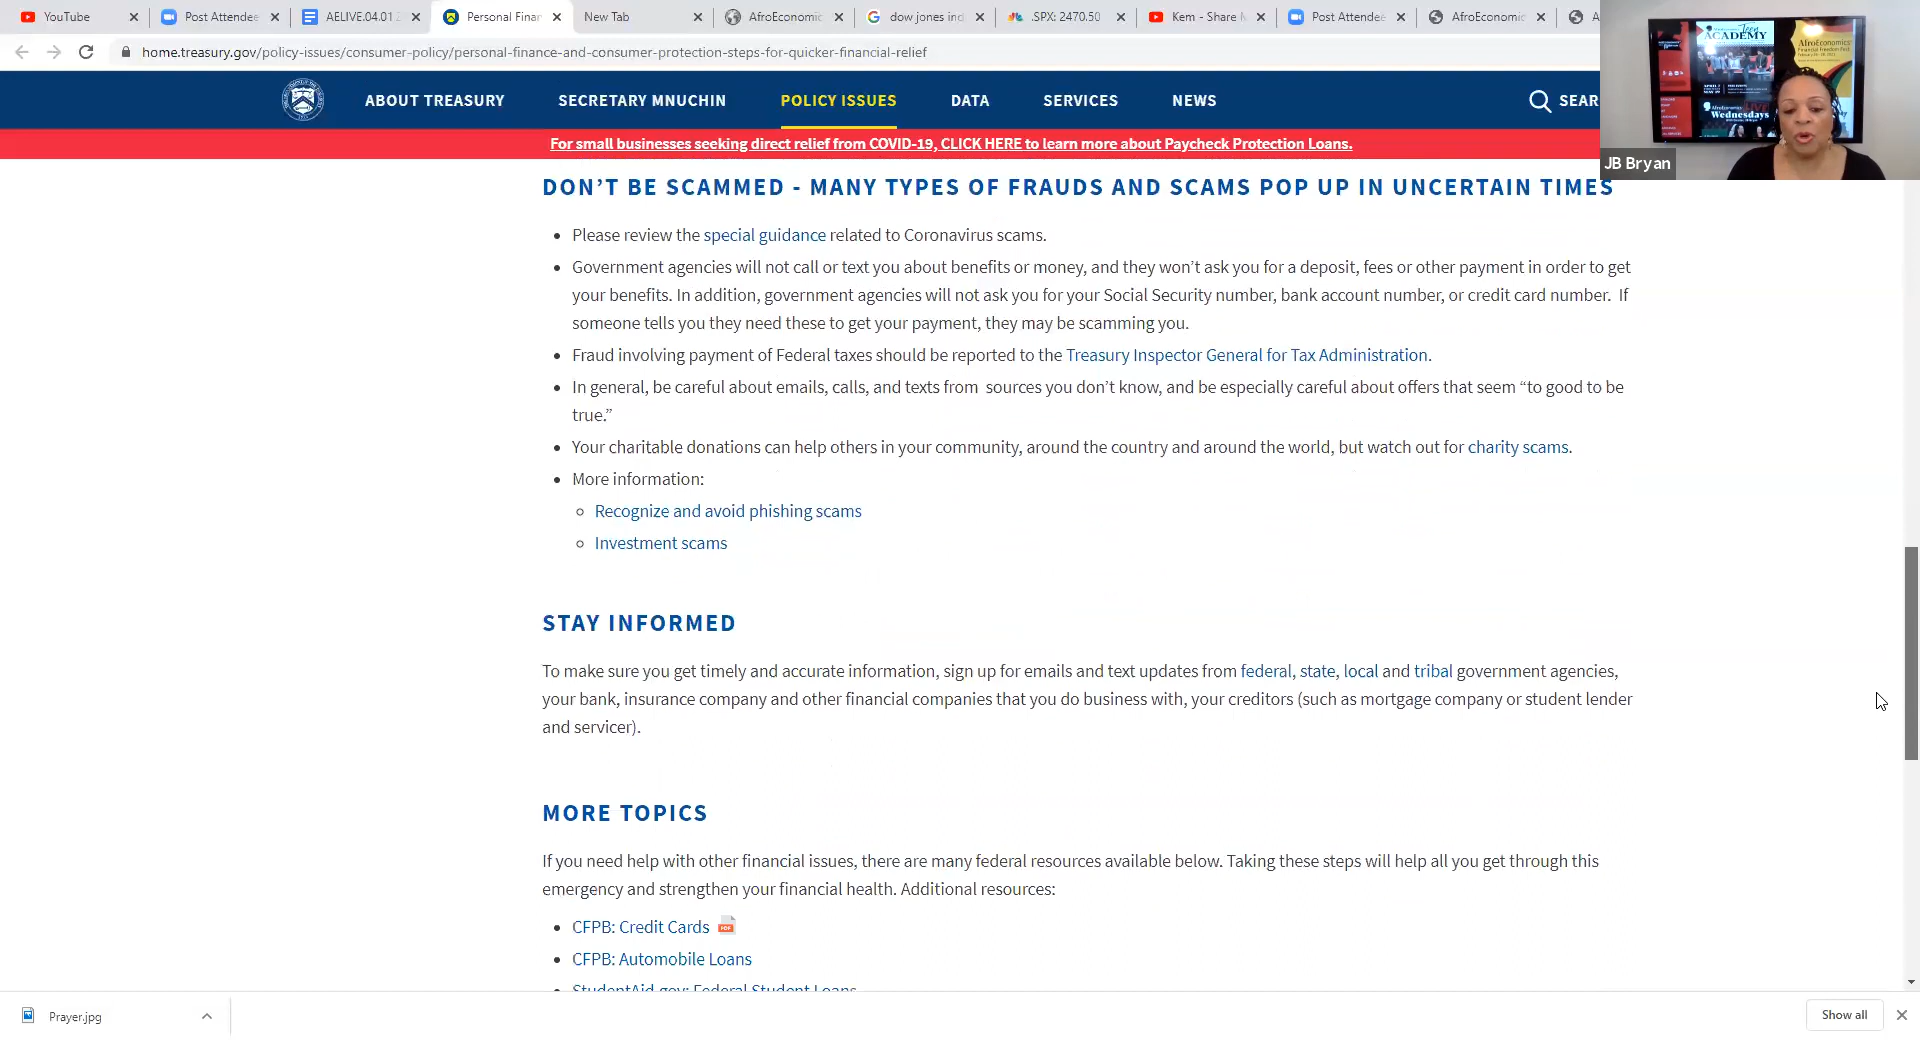 YouTube
Post Attendee
AELIVE.04.01.2
Personal Finan
New Tab
AfroEconomic
dow jones ind
.SPX: 2470.50
Kem - Share M
Post Attendee
AfroEconomic
home.treasury.gov/policy-issues/consumer-policy/personal-finance-and-consumer-protection-steps-for-quicker-financial-relief
ABOUT TREASURY
SECRETARY MNUCHIN
POLICY ISSUES
DATA
SERVICES
NEWS
SEAR
ACADEMY
AfroEconomics
Wednesdays
JB Bryan
For small businesses seeking direct relief from COVID-19, CLICK HERE to learn more about Paycheck Protection Loans.
DON’T BE SCAMMED - MANY TYPES OF FRAUDS AND SCAMS POP UP IN UNCERTAIN TIMES
Please review the special guidance related to Coronavirus scams.
Government agencies will not call or text you about benefits or money, and they won’t ask you for a deposit, fees or other payment in order to get
your benefits. In addition, government agencies will not ask you for your Social Security number, bank account number, or credit card number. If
someone tells you they need these to get your payment, they may be scamming you.
Fraud involving payment of Federal taxes should be reported to the Treasury Inspector General for Tax Administration.
In general, be careful about emails, calls, and texts from sources you don’t know, and be especially careful about offers that seem “to good to be
true.”
Your charitable donations can help others in your community, around the country and around the world, but watch out for charity scams.
More information:
Recognize and avoid phishing scams
Investment scams
STAY INFORMED
To make sure you get timely and accurate information, sign up for emails and text updates from federal, state, local and tribal government agencies,
your bank, insurance company and other financial companies that you do business with, your creditors (such as mortgage company or student lender
and servicer).
MORE TOPICS
If you need help with other financial issues, there are many federal resources available below. Taking these steps will help all you get through this
emergency and strengthen your financial health. Additional resources:
CFPB: Credit Cards
CFPB: Automobile Loans
StudentAid.gov: Federal Student Loans
Prayer.jpg
Show all